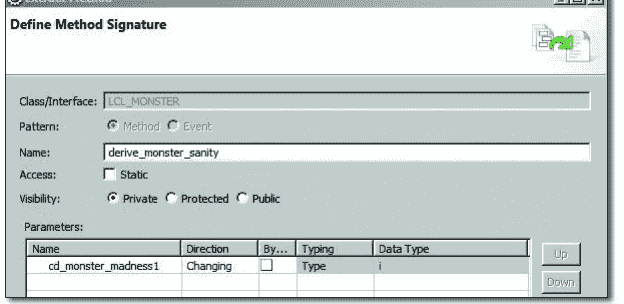 Define Method Signature
Class/Interface: LCL_MONSTER
Pattern: Method Event
Name: derive_monster_sanity
Access: Static
Visibility: Private Protected Public
Parameters:
Name Direction By... Typing Data Type
cd_monster_madness1 Changing Type i
Up
Down